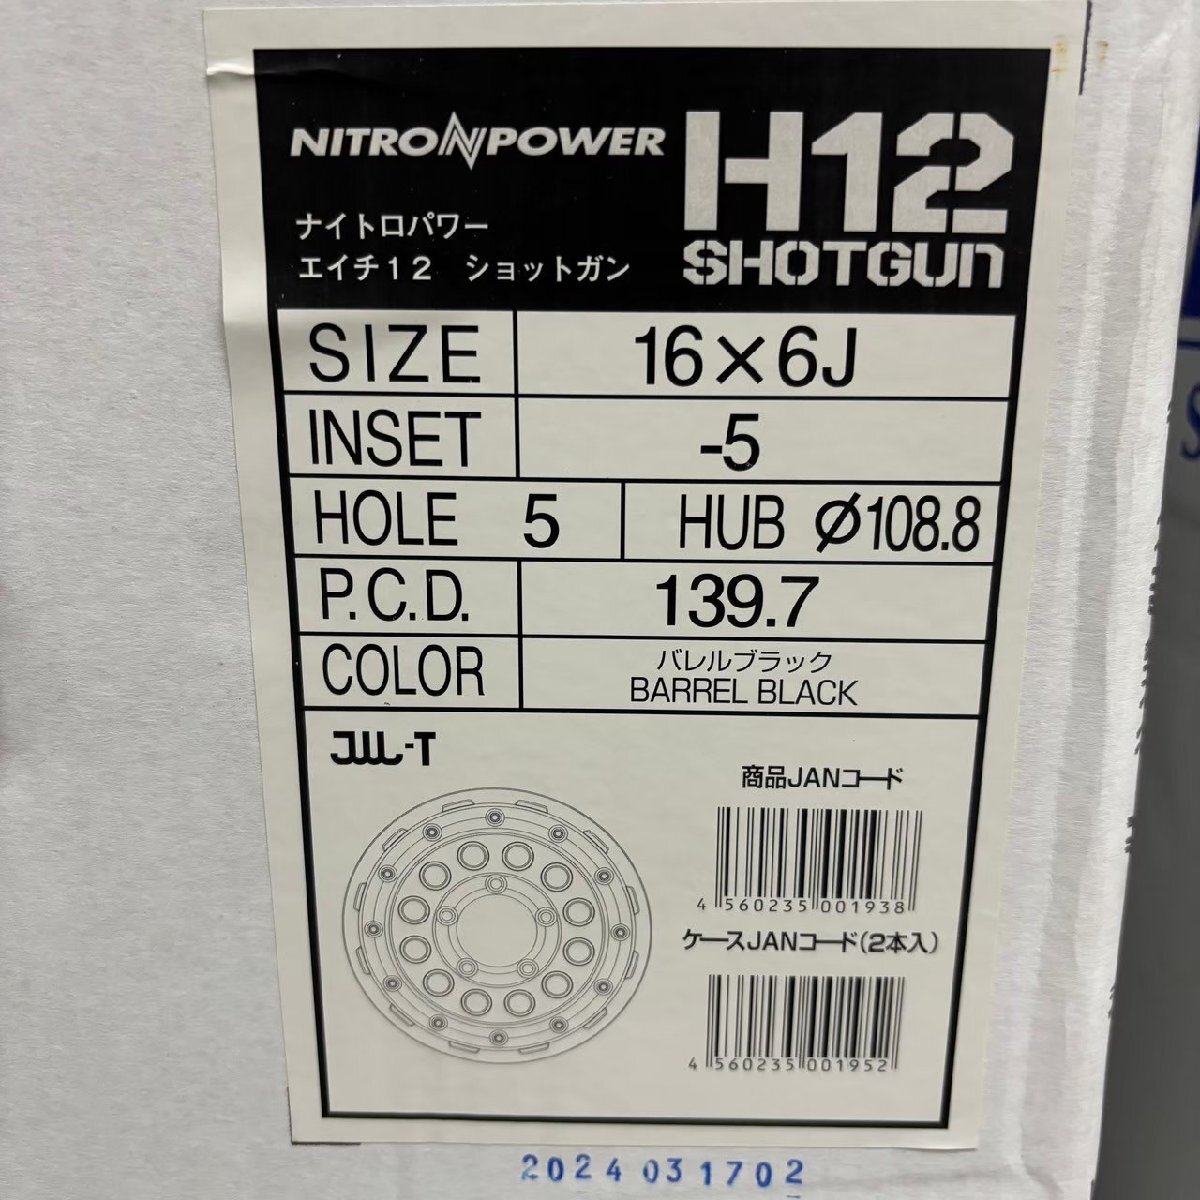 NITRO POWER H12
SHOTGUN
ナイトロパワー
エイチ12 ショットガン
SIZE 16×6J
INSET -5
HOLE 5 HUB Ø108.8
P.C.D. 139.7
COLOR バレルブラック
BARREL BLACK
JWL-T
商品JANコード
4 560235 001938
ケースJANコード(2本入)
4 560235 001952
2024031702